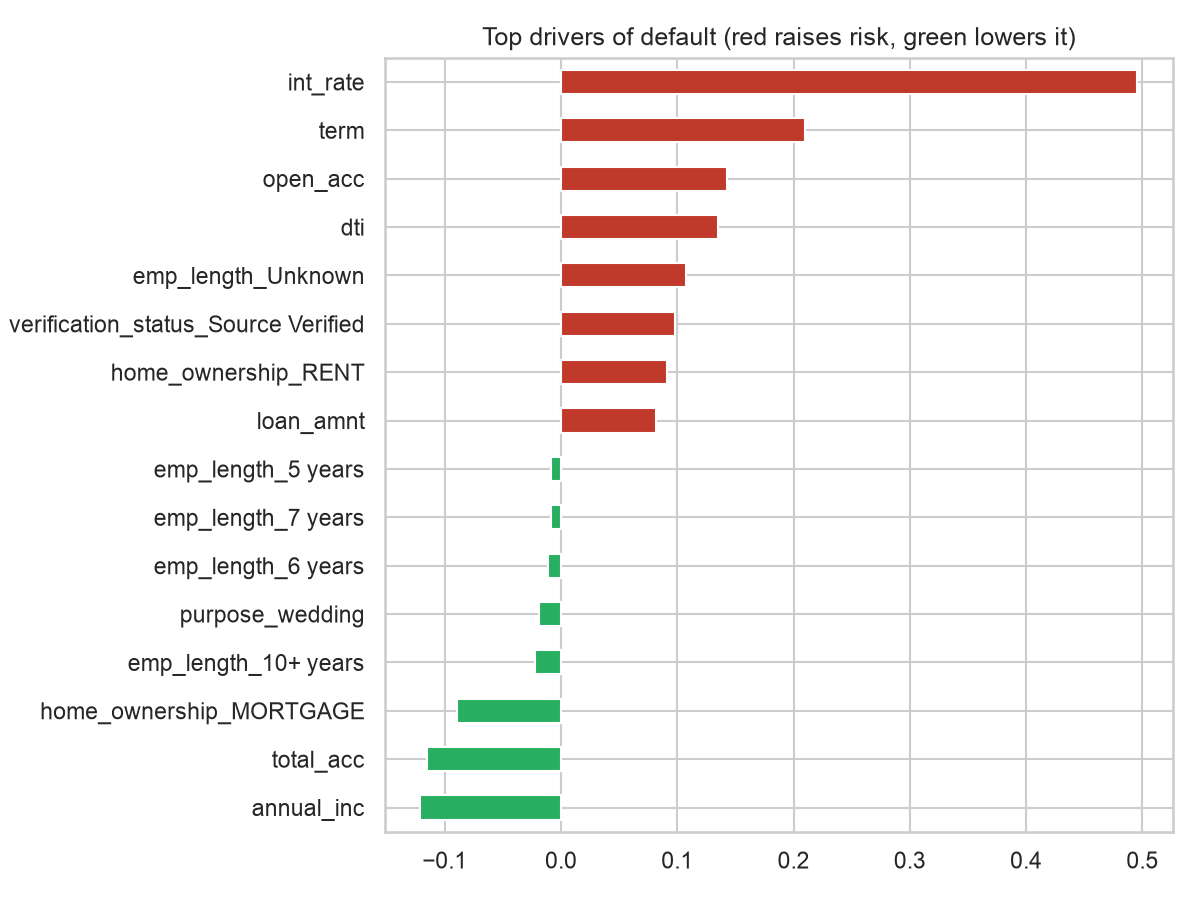 Top drivers of default (red raises risk, green lowers it)
int_rate
term
open_acc
dti
emp_length_Unknown
verification_status_Source Verified
home_ownership_RENT
loan_amnt
emp_length_5 years
emp_length_7 years
emp_length_6 years
purpose_wedding
emp_length_10+ years
home_ownership_MORTGAGE
total_acc
annual_inc
−0.1 0.0 0.1 0.2 0.3 0.4 0.5